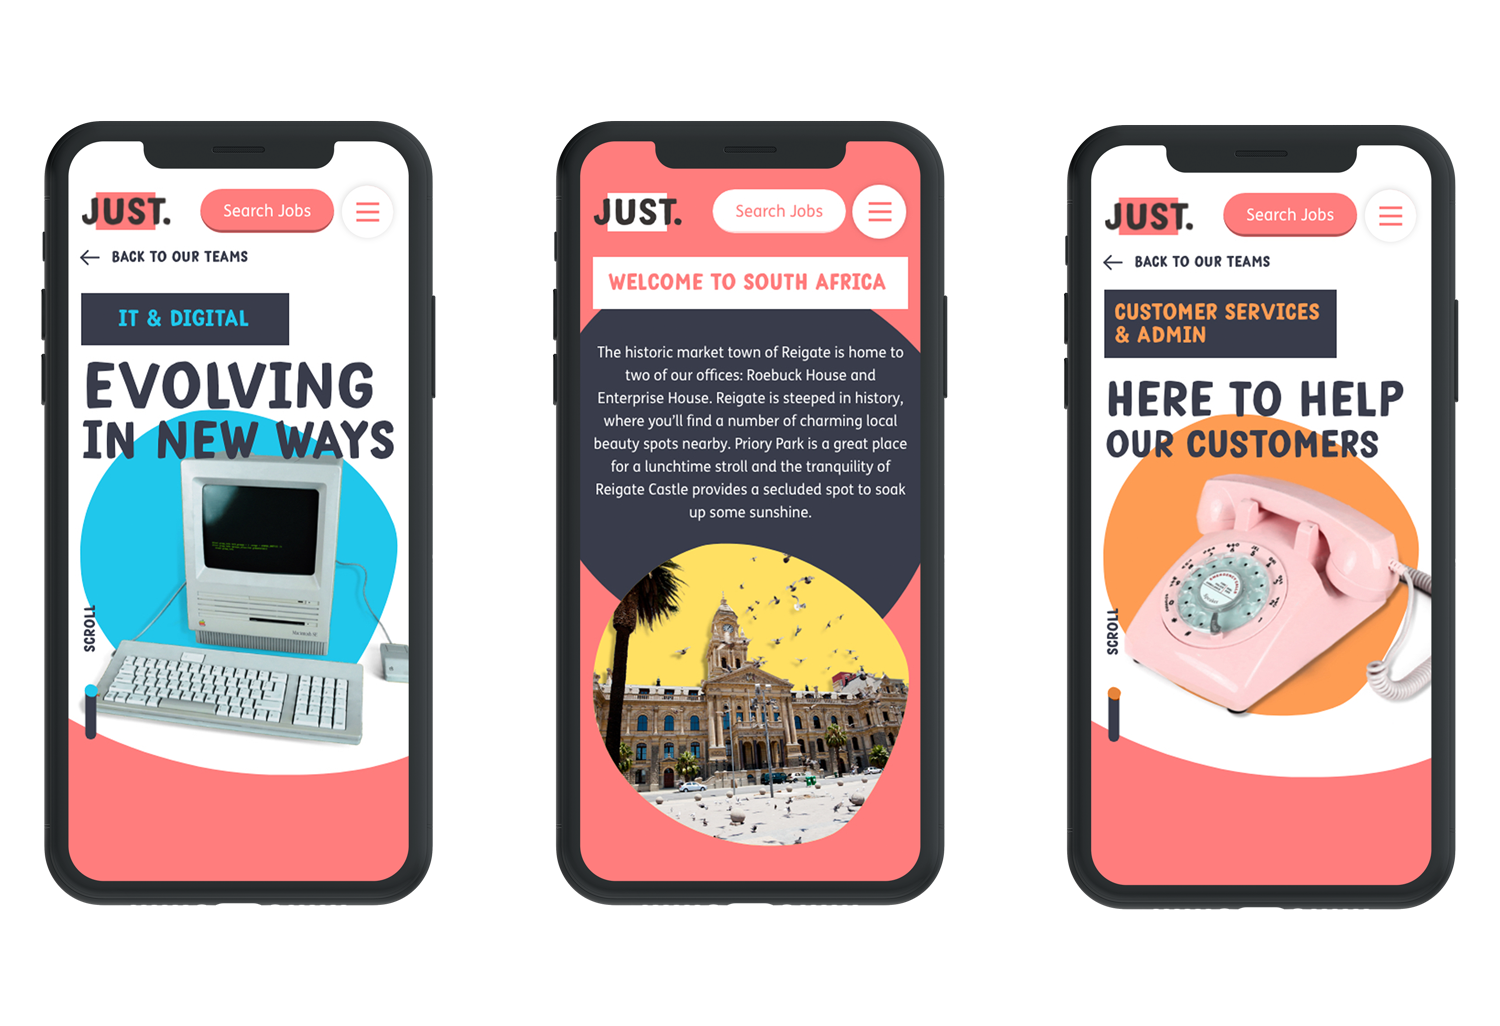 JUST.
Search Jobs
BACK TO OUR TEAMS
IT & DIGITAL
EVOLVING
IN NEW WAYS
SCROLL
JUST.
Search Jobs
WELCOME TO SOUTH AFRICA
The historic market town of Reigate is home to
two of our offices: Roebuck House and
Enterprise House. Reigate is steeped in history,
where you'll find a number of charming local
beauty spots nearby. Priory Park is a great place
for a lunchtime stroll and the tranquility of
Reigate Castle provides a secluded spot to soak
up some sunshine.
JUST.
Search Jobs
BACK TO OUR TEAMS
CUSTOMER SERVICES
& ADMIN
HERE TO HELP
OUR CUSTOMERS
SCROLL